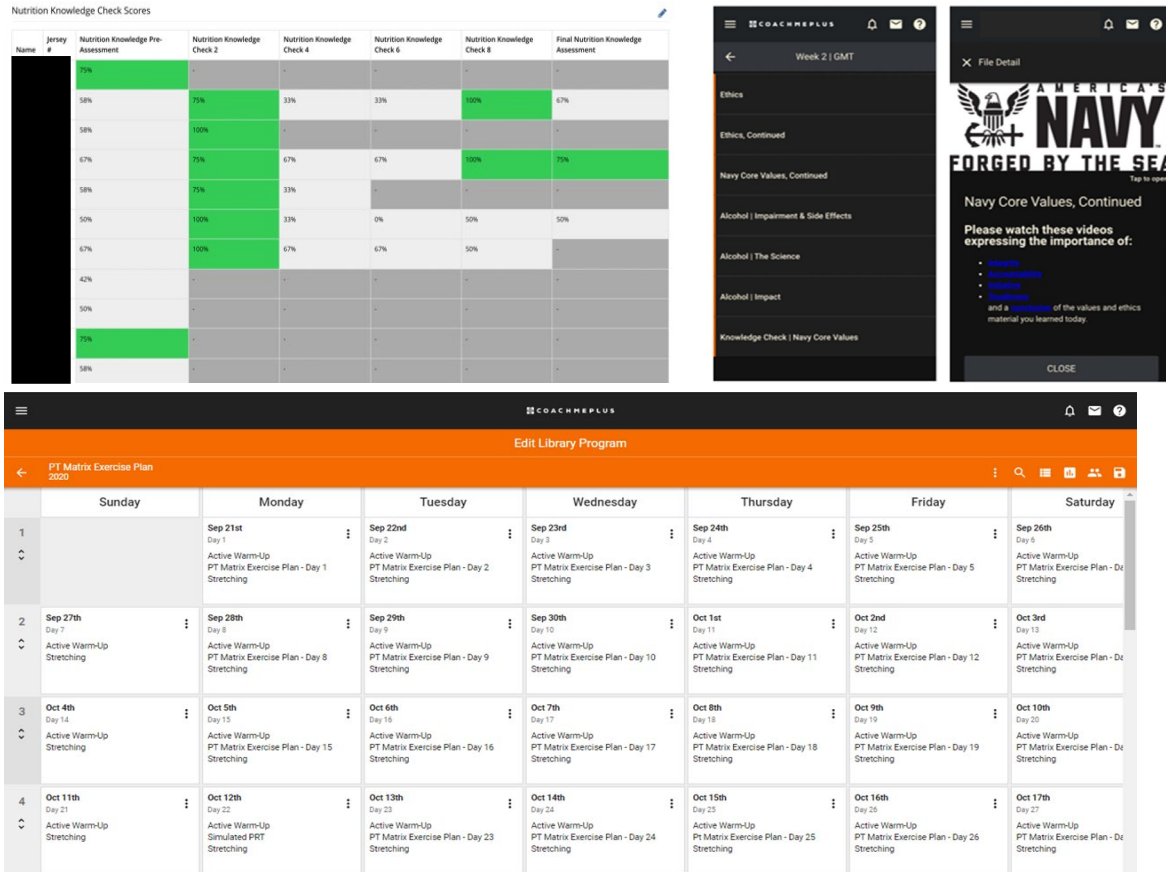 Nutrition Knowledge Check Scores
Name Jersey # Nutrition Knowledge Pre-Assessment Nutrition Knowledge Check 2 Nutrition Knowledge Check 4 Nutrition Knowledge Check 6 Nutrition Knowledge Check 8 Final Nutrition Knowledge Assessment
75% - - - - -
58% 75% 33% 33% 100% 67%
58% 100% - - - -
67% 75% 67% 67% 100% 75%
58% 75% 33% - - -
50% 100% 33% 0% 50% 50%
67% 100% 67% 67% 50% -
42% - - - - -
50% - - - - -
75% - - - - -
58% - - - - -
COACHMEPLUS
Week 2 | GMT
Ethics
Ethics, Continued
Navy Core Values, Continued
Alcohol | Impairment & Side Effects
Alcohol | The Science
Alcohol | Impact
Knowledge Check | Navy Core Values
File Detail
AMERICA'S
NAVY
FORGED BY THE SEA
Tap to open
Navy Core Values, Continued
Please watch these videos
expressing the importance of:
and a of the values and ethics
material you learned today.
CLOSE
COACHMEPLUS
Edit Library Program
PT Matrix Exercise Plan
2020
Sunday Monday Tuesday Wednesday Thursday Friday Saturday
1 Sep 21st Sep 22nd Sep 23rd Sep 24th Sep 25th Sep 26th
Day 1 Day 2 Day 3 Day 4 Day 5 Day 6
Active Warm-Up Active Warm-Up Active Warm-Up Active Warm-Up Active Warm-Up Active Warm-Up
PT Matrix Exercise Plan - Day 1 PT Matrix Exercise Plan - Day 2 PT Matrix Exercise Plan - Day 3 PT Matrix Exercise Plan - Day 4 PT Matrix Exercise Plan - Day 5 PT Matrix Exercise Plan - Da
Stretching Stretching Stretching Stretching Stretching Stretching
2 Sep 27th Sep 28th Sep 29th Sep 30th Oct 1st Oct 2nd Oct 3rd
Day 7 Day 8 Day 9 Day 10 Day 11 Day 12 Day 13
Active Warm-Up Active Warm-Up Active Warm-Up Active Warm-Up Active Warm-Up Active Warm-Up Active Warm-Up
Stretching PT Matrix Exercise Plan - Day 8 PT Matrix Exercise Plan - Day 9 PT Matrix Exercise Plan - Day 10 PT Matrix Exercise Plan - Day 11 PT Matrix Exercise Plan - Day 12 PT Matrix Exercise Plan - Da
Stretching Stretching Stretching Stretching Stretching Stretching
3 Oct 4th Oct 5th Oct 6th Oct 7th Oct 8th Oct 9th Oct 10th
Day 14 Day 15 Day 16 Day 17 Day 18 Day 19 Day 20
Active Warm-Up Active Warm-Up Active Warm-Up Active Warm-Up Active Warm-Up Active Warm-Up Active Warm-Up
Stretching PT Matrix Exercise Plan - Day 15 PT Matrix Exercise Plan - Day 16 PT Matrix Exercise Plan - Day 17 PT Matrix Exercise Plan - Day 18 PT Matrix Exercise Plan - Day 19 PT Matrix Exercise Plan - Da
Stretching Stretching Stretching Stretching Stretching Stretching
4 Oct 11th Oct 12th Oct 13th Oct 14th Oct 15th Oct 16th Oct 17th
Day 21 Day 22 Day 23 Day 24 Day 25 Day 26 Day 27
Active Warm-Up Active Warm-Up Active Warm-Up Active Warm-Up Active Warm-Up Active Warm-Up Active Warm-Up
Stretching Simulated PRT PT Matrix Exercise Plan - Day 23 PT Matrix Exercise Plan - Day 24 Pt Matrix Exercise Plan - Day 25 PT Matrix Exercise Plan - Day 26 PT Matrix Exercise Plan - Da
Stretching Stretching Stretching Stretching Stretching Stretching